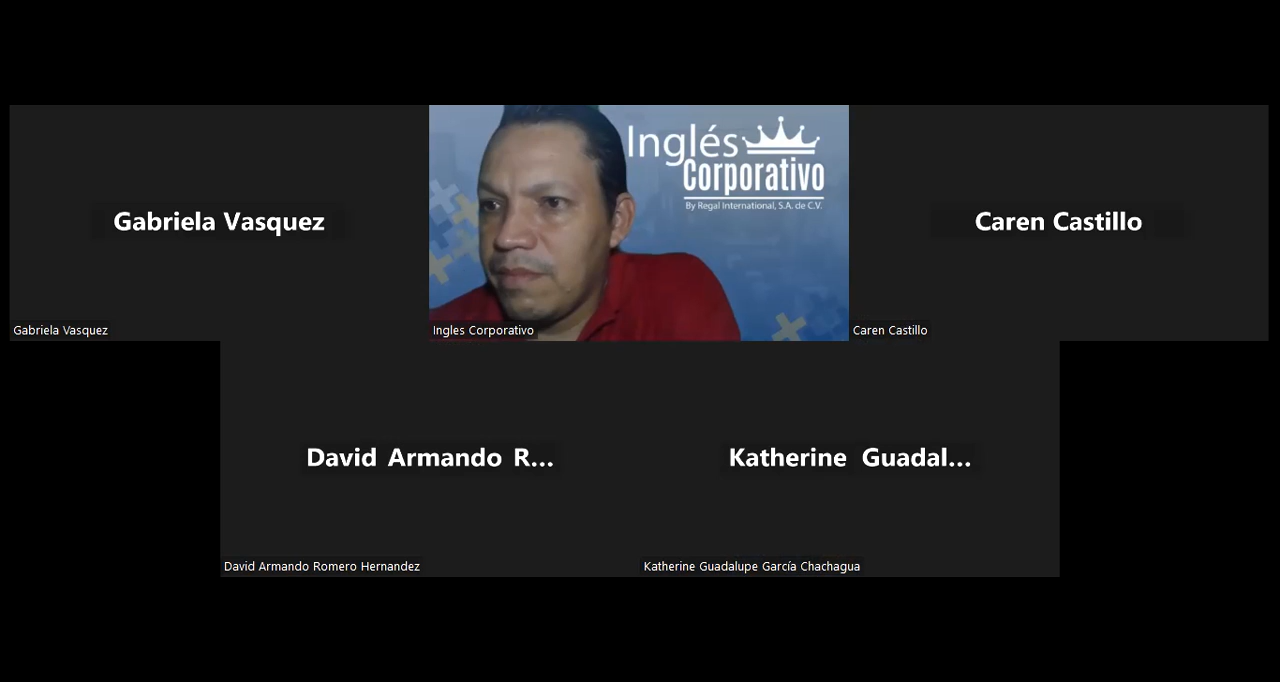 Gabriela Vasquez
Inglés
Corporativo
By Regal International, S.A. de C.V.
Caren Castillo
Gabriela Vasquez
Ingles Corporativo
Caren Castillo
David Armando R...
Katherine Guadal...
David Armando Romero Hernandez
Katherine Guadalupe García Chachagua